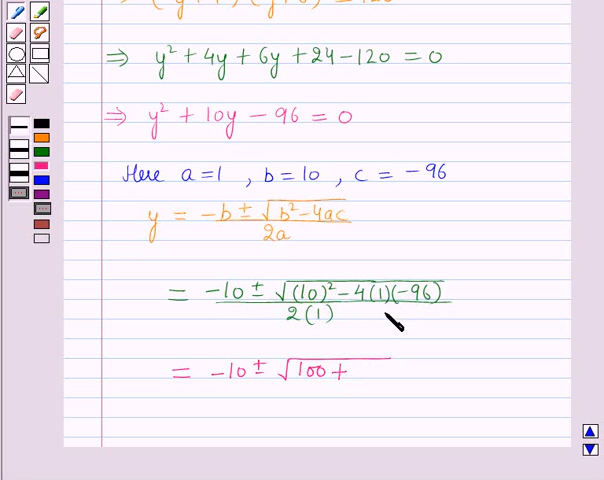 ⇒ y² + 4y + 6y + 24 - 120 = 0
⇒ y² + 10y - 96 = 0
Here a = 1 , b = 10 , c = -96
y = -b ± √b² - 4ac
2a
= -10 ± √(10)² - 4(1)(-96)
2(1)
= -10 ± √100 +